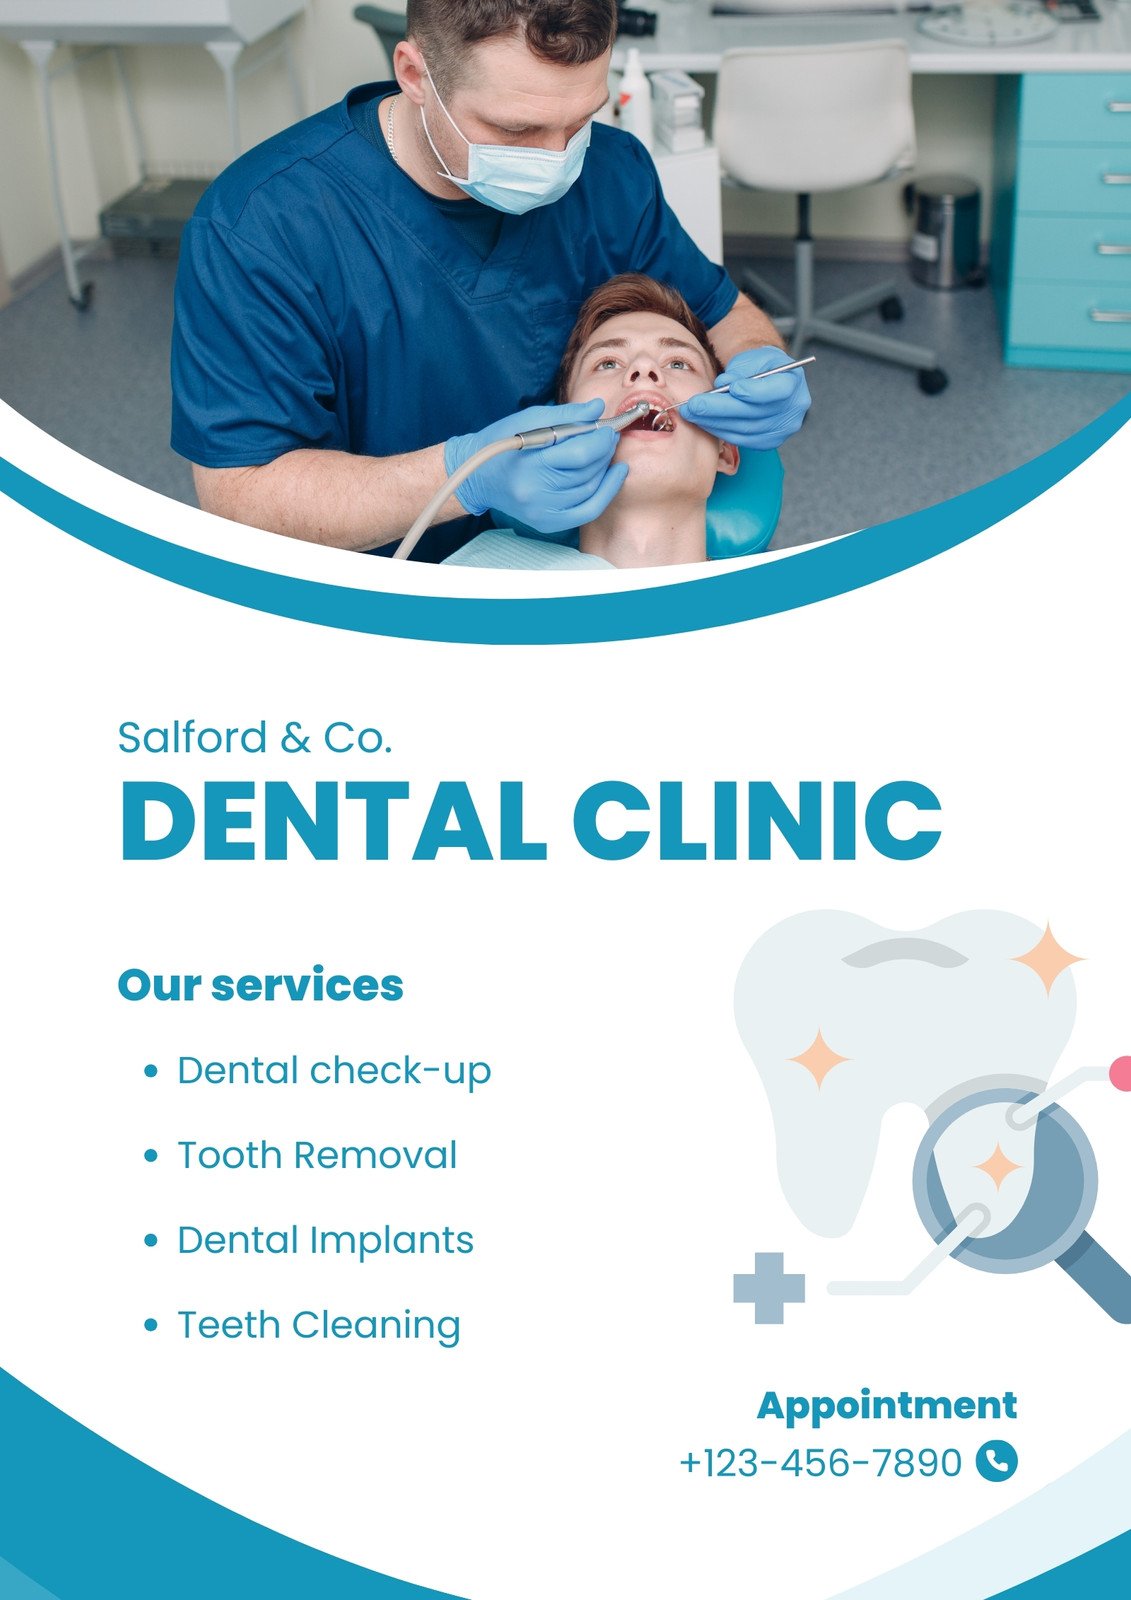 Salford & Co.
DENTAL CLINIC
Our services
• Dental check-up
• Tooth Removal
• Dental Implants
• Teeth Cleaning
Appointment
+123-456-7890